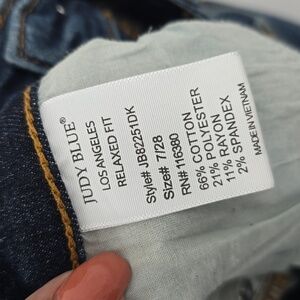 JUDY BLUE®
LOS ANGELES
RELAXED FIT
Style# JB82251DK
Size# 7/28
RN# 116380
66% COTTON
21% POLYESTER
11% RAYON
2% SPANDEX
MADE IN VIETNAM